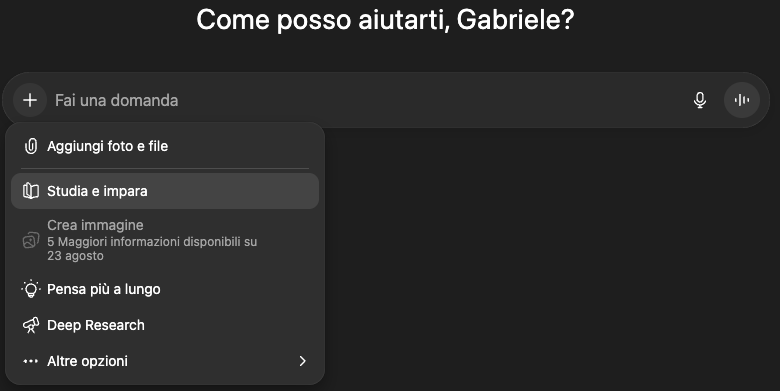 Come posso aiutarti, Gabriele?
Fai una domanda
Aggiungi foto e file
Studia e impara
Crea immagine
5 Maggiori informazioni disponibili su
23 agosto
Pensa più a lungo
Deep Research
Altre opzioni